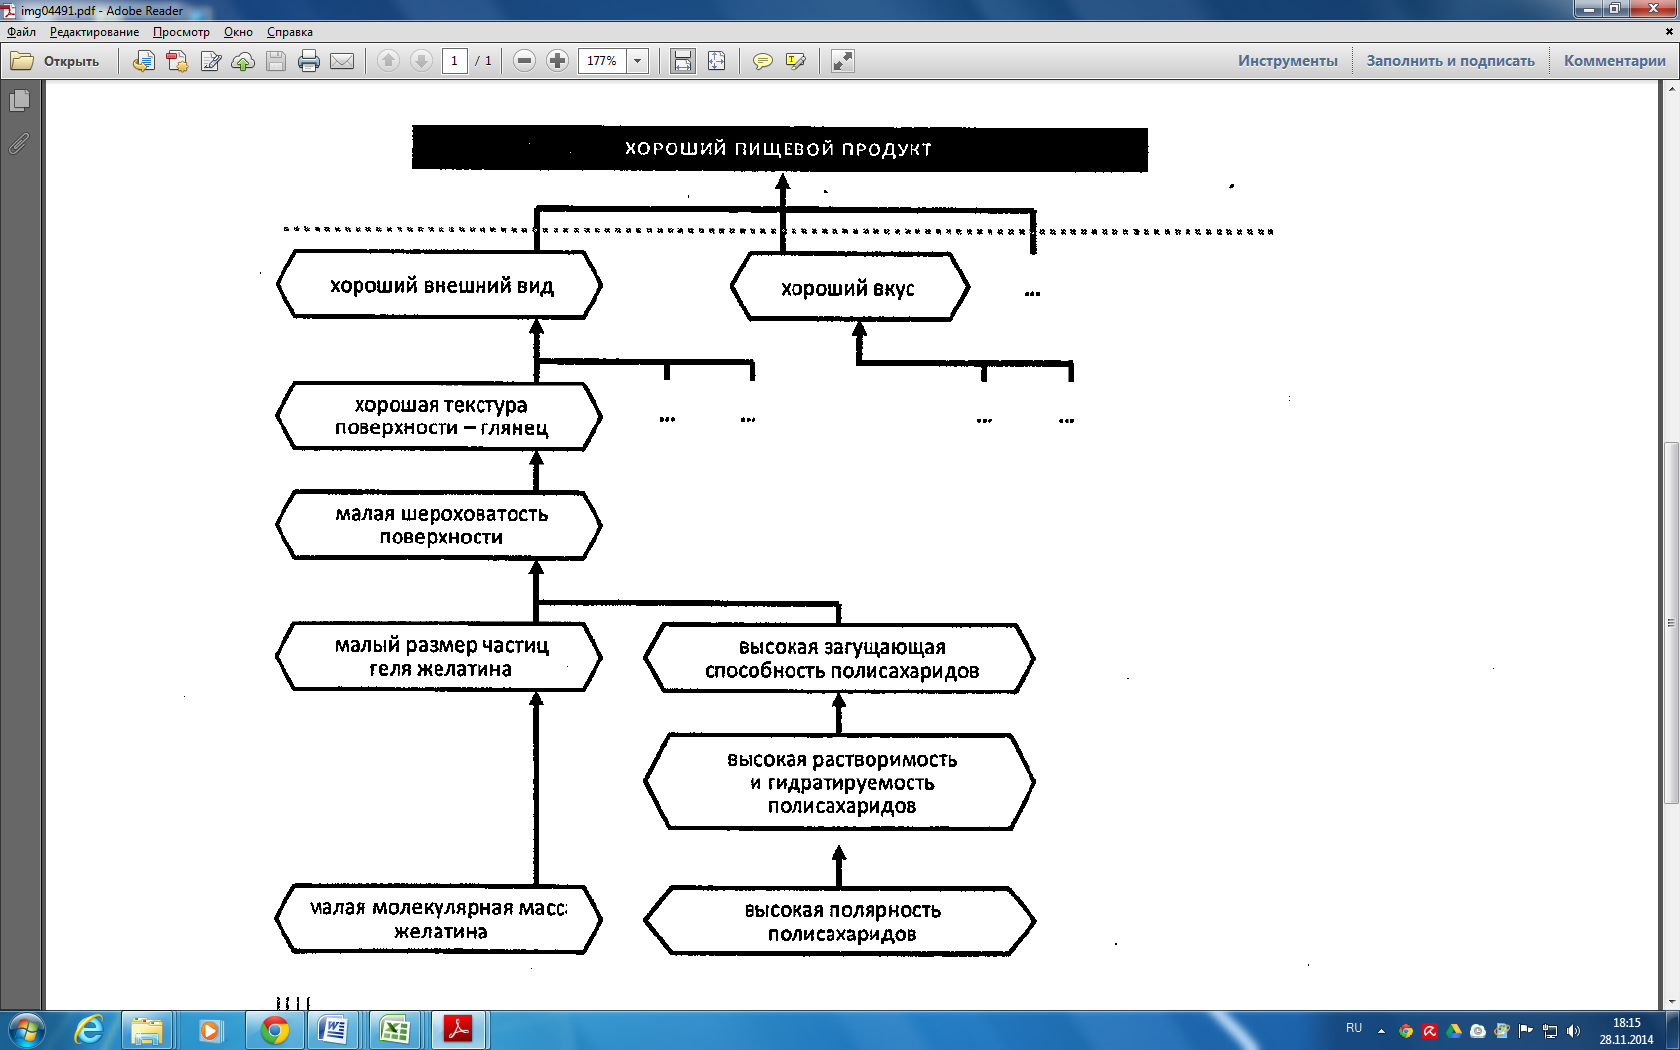 img04491.pdf - Adobe Reader
Файл Редактирование Просмотр Окно Справка
Открыть 1 / 1 177% Инструменты Заполнить и подписать Комментарии
ХОРОШИЙ ПИЩЕВОЙ ПРОДУКТ
хороший внешний вид
хороший вкус
...
хорошая текстура
поверхности – глянец
... ... ... ...
малая шероховатость
поверхности
малый размер частиц
геля желатина
высокая загущающая
способность полисахаридов
высокая растворимость
и гидратируемость
полисахаридов
малая молекулярная масса
желатина
высокая полярность
полисахаридов
RU
18:15
28.11.2014